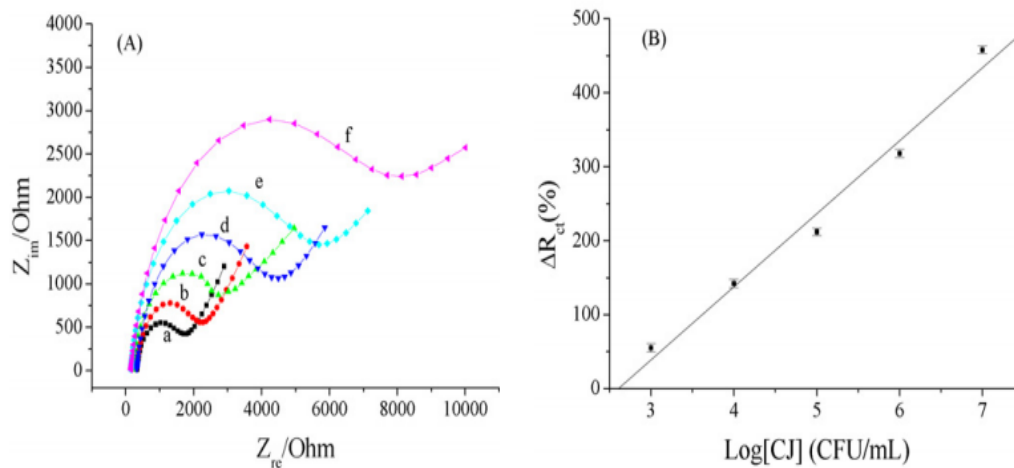 (A)
4000
3500
3000
2500
2000
1500
1000
500
0
Z_im/Ohm
f
e
d
c
b
a
0 2000 4000 6000 8000 10000
Z_re/Ohm
(B)
500
400
300
200
100
0
ΔR_ct(%)
3 4 5 6 7
Log[CJ] (CFU/mL)